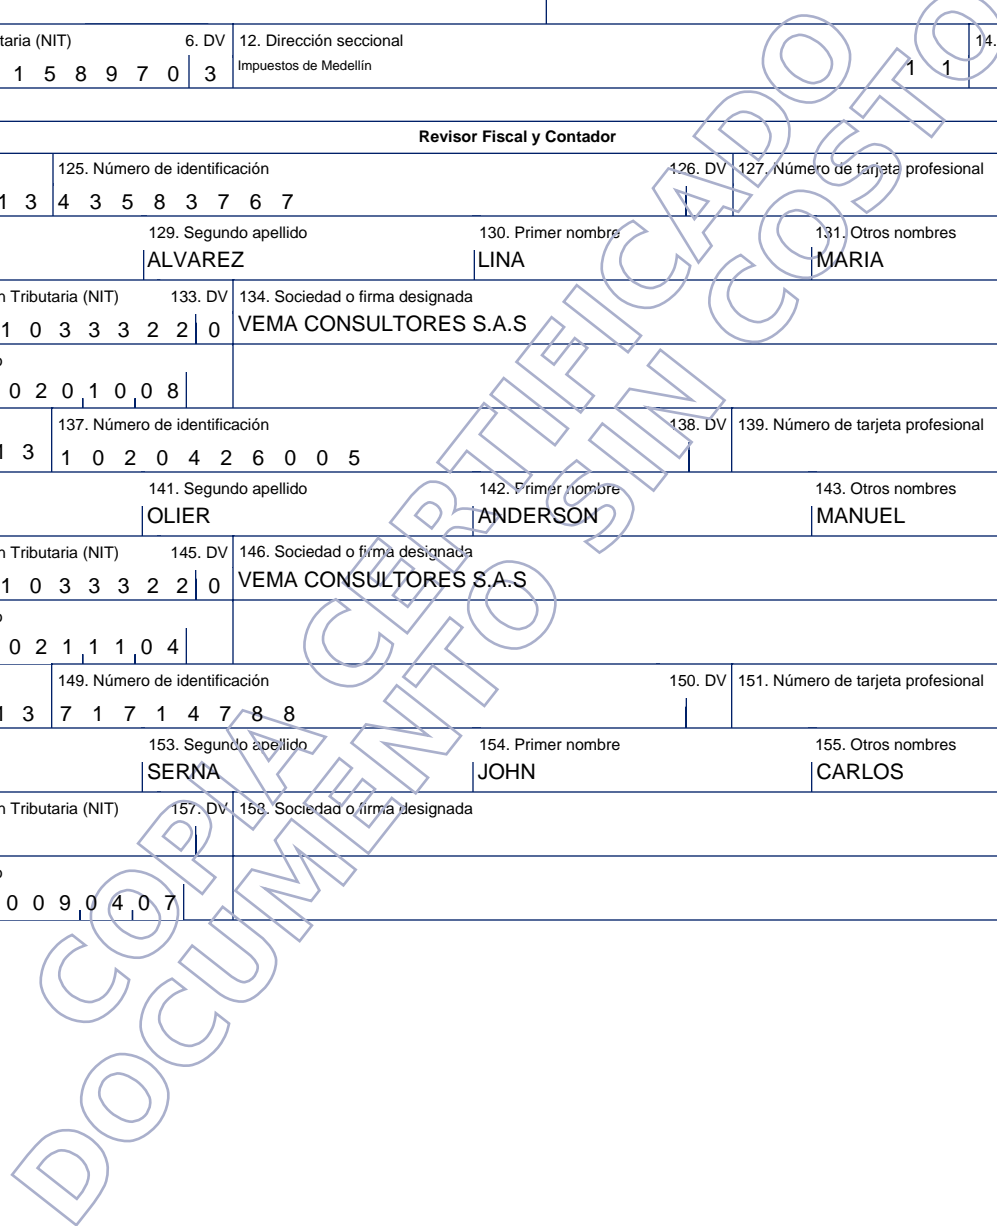 taria (NIT) 6. DV 12. Dirección seccional 14.
1 5 8 9 7 0 3 Impuestos de Medellín 1 1
Revisor Fiscal y Contador
125. Número de identificación 126. DV 127. Número de tarjeta profesional
1 3 4 3 5 8 3 7 6 7
129. Segundo apellido 130. Primer nombre 131. Otros nombres
ALVAREZ LINA MARIA
n Tributaria (NIT) 133. DV 134. Sociedad o firma designada
1 0 3 3 3 2 2 0 VEMA CONSULTORES S.A.S
o
0 2 0 1 0 0 8
137. Número de identificación 138. DV 139. Número de tarjeta profesional
1 3 1 0 2 0 4 2 6 0 0 5
141. Segundo apellido 142. Primer nombre 143. Otros nombres
OLIER ANDERSON MANUEL
n Tributaria (NIT) 145. DV 146. Sociedad o firma designada
1 0 3 3 3 2 2 0 VEMA CONSULTORES S.A.S
o
0 2 1 1 1 0 4
149. Número de identificación 150. DV 151. Número de tarjeta profesional
1 3 7 1 7 1 4 7 8 8
153. Segundo apellido 154. Primer nombre 155. Otros nombres
SERNA JOHN CARLOS
n Tributaria (NIT) 157. DV 158. Sociedad o firma designada
o
0 0 9 0 4 0 7
COPIA CERTIFICADO
DOCUMENTO SIN COSTO